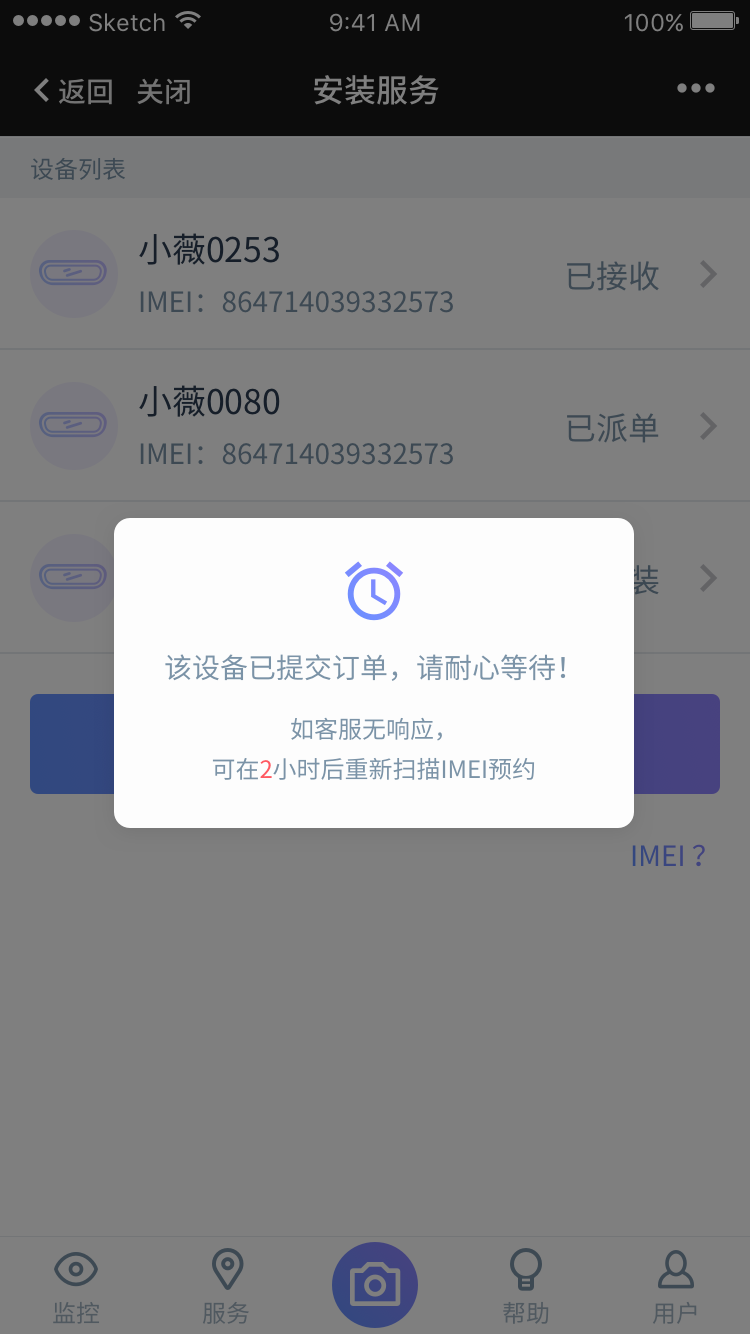 Sketch 9:41 AM 100%
返回 关闭 安装服务
设备列表
小薇0253
IMEI：864714039332573
已接收
小薇0080
IMEI：864714039332573
已派单
装
该设备已提交订单，请耐心等待！
如客服无响应，
可在2小时后重新扫描IMEI预约
IMEI？
监控 服务 帮助 用户